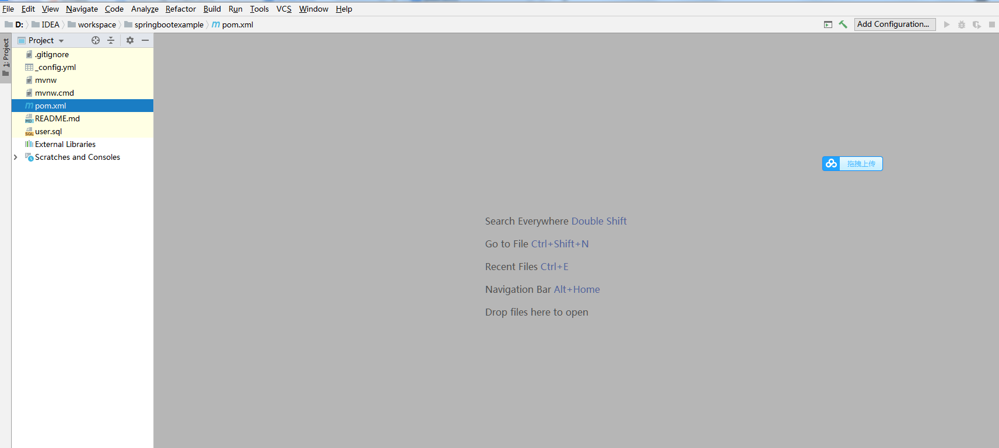 File Edit View Navigate Code Analyze Refactor Build Run Tools VCS Window Help
D: IDEA workspace springbootexample pom.xml
Add Configuration...
1: Project
Project
.gitignore
_config.yml
mvnw
mvnw.cmd
pom.xml
README.md
user.sql
External Libraries
Scratches and Consoles
拖拽上传
Search Everywhere Double Shift
Go to File Ctrl+Shift+N
Recent Files Ctrl+E
Navigation Bar Alt+Home
Drop files here to open